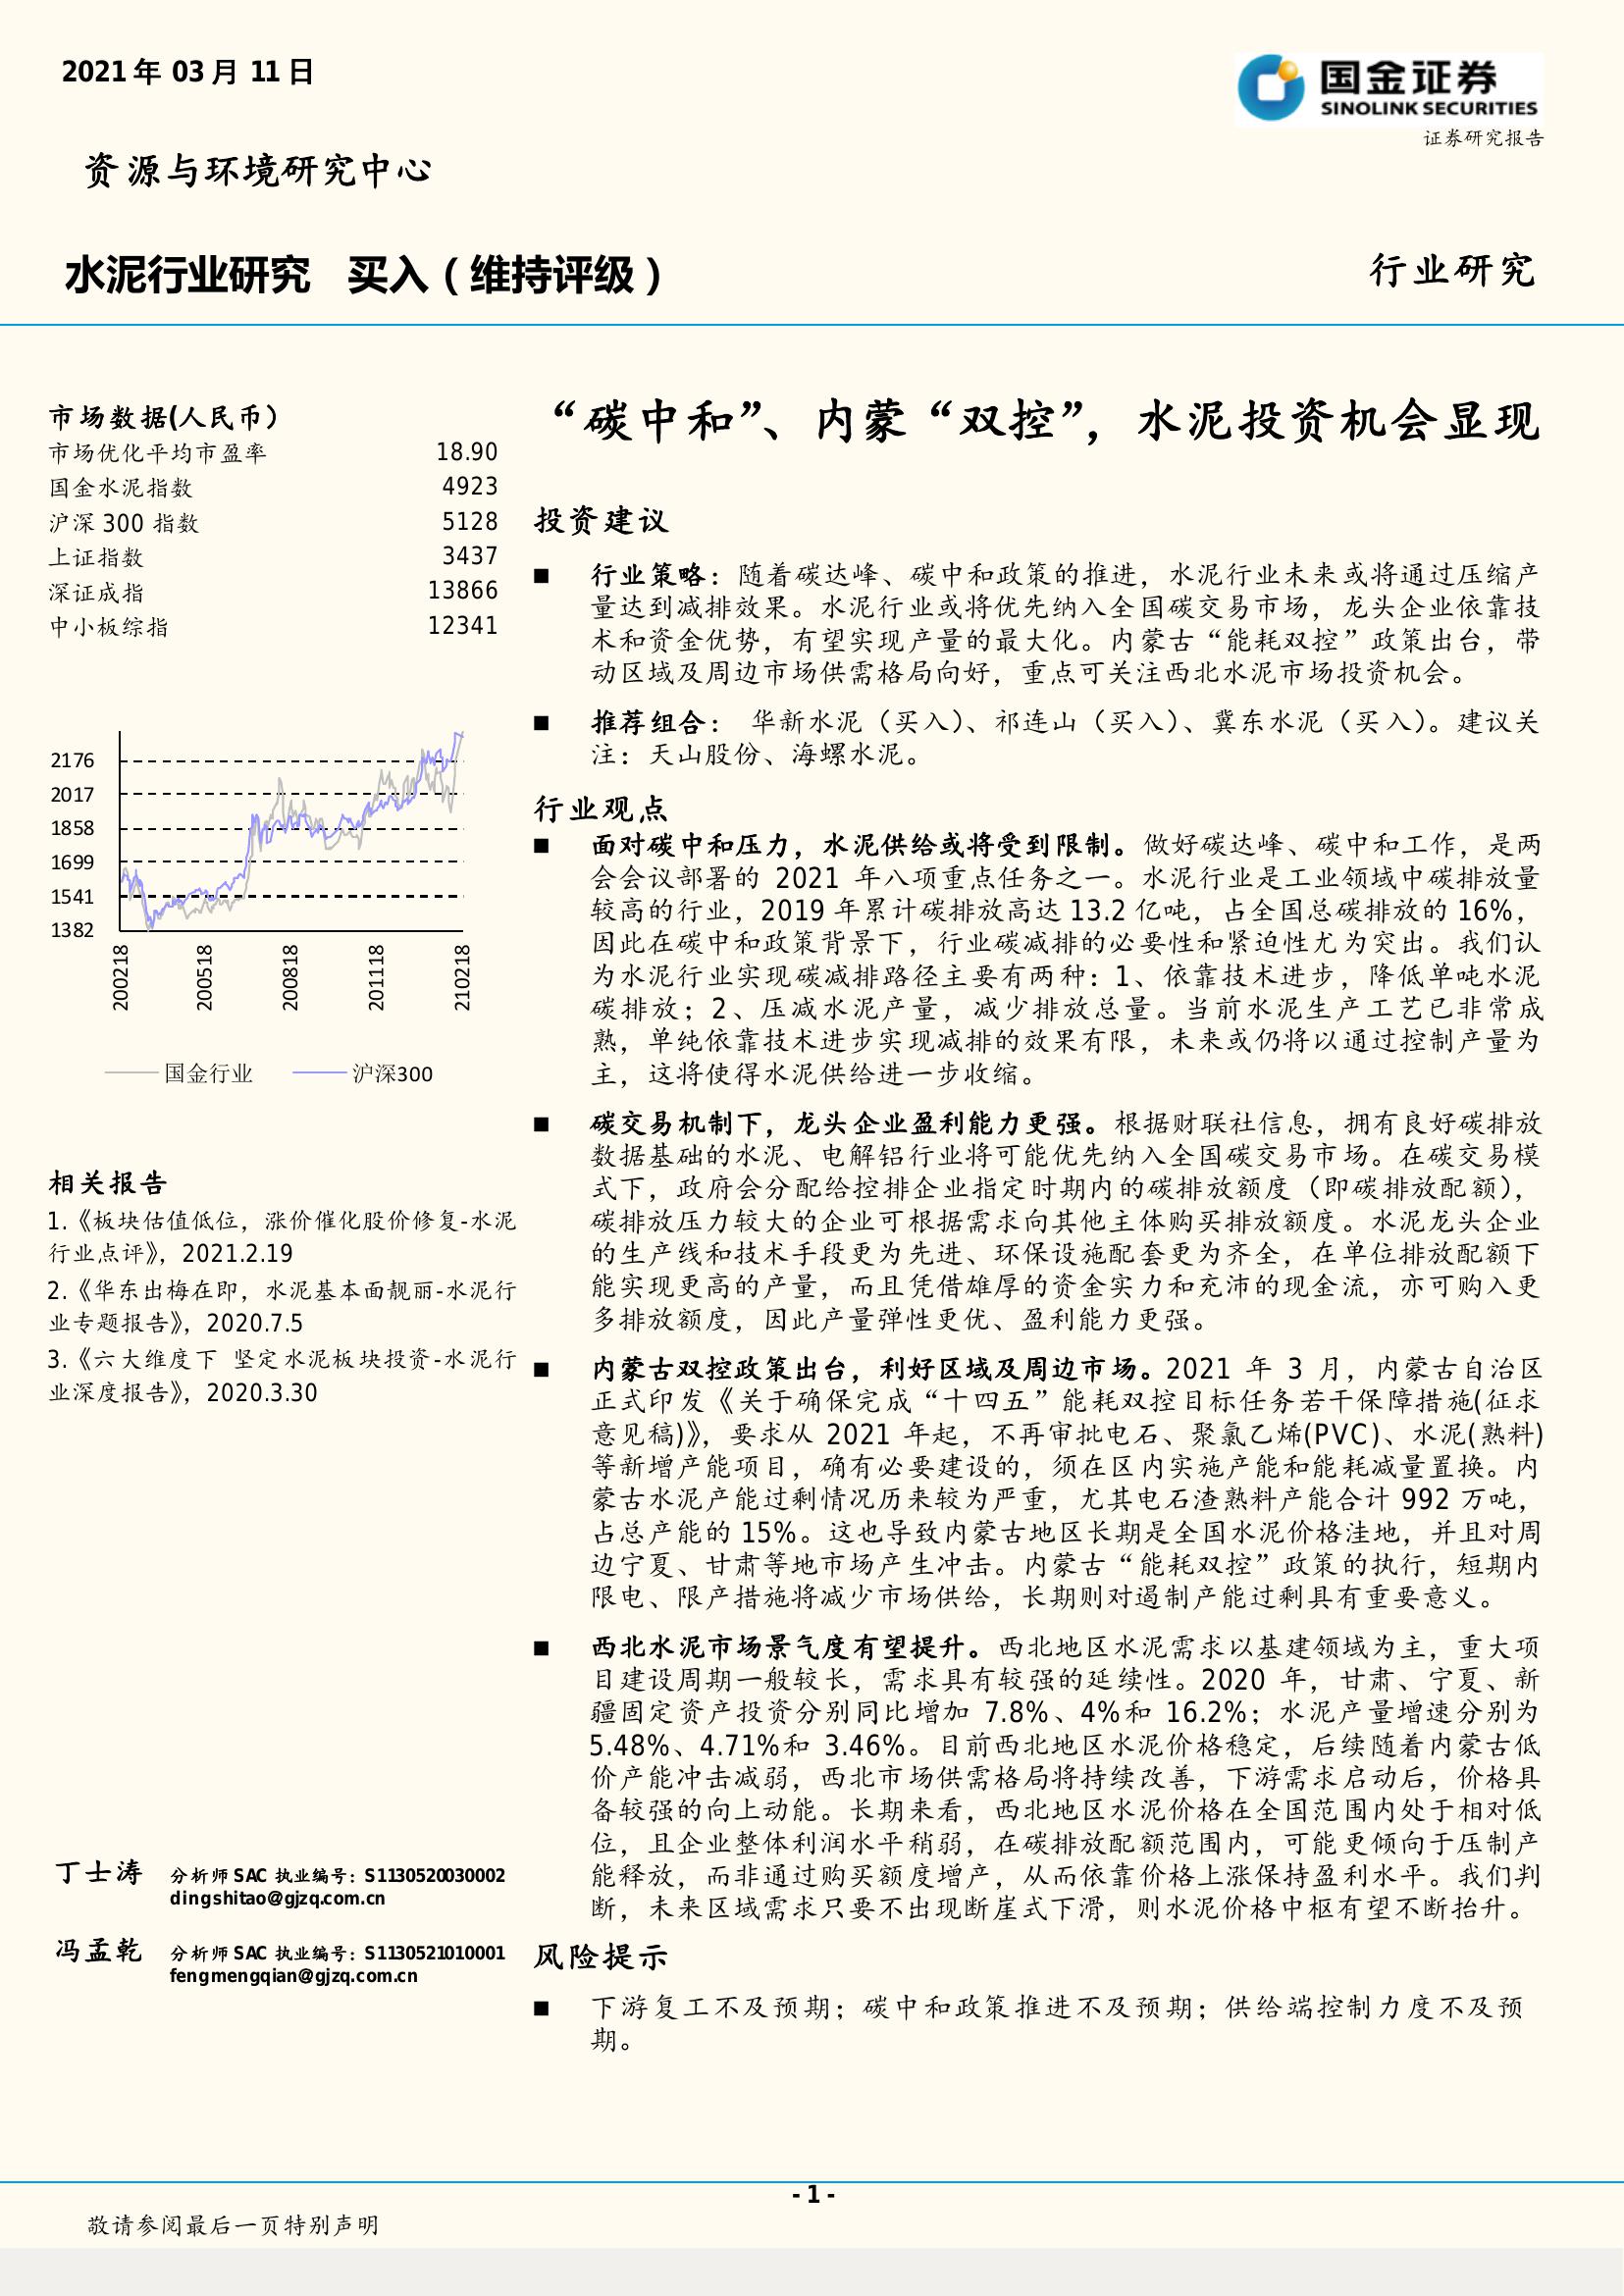 2021 年 03 月 11 日
国金证券
SINOLINK SECURITIES
证券研究报告
资源与环境研究中心
水泥行业研究 买入（维持评级）
行业研究
市场数据(人民币）
市场优化平均市盈率 18.90
国金水泥指数 4923
沪深 300 指数 5128
上证指数 3437
深证成指 13866
中小板综指 12341
2176
2017
1858
1699
1541
1382
200218
200518
200818
201118
210218
国金行业 沪深300
相关报告
1.《板块估值低位，涨价催化股价修复-水泥
行业点评》，2021.2.19
2.《华东出梅在即，水泥基本面靓丽-水泥行
业专题报告》，2020.7.5
3.《六大维度下 坚定水泥板块投资-水泥行
业深度报告》，2020.3.30
丁士涛 分析师 SAC 执业编号：S1130520030002
dingshitao@gjzq.com.cn
冯孟乾 分析师 SAC 执业编号：S1130521010001
fengmengqian@gjzq.com.cn
“碳中和”、内蒙“双控”，水泥投资机会显现
投资建议
■ 行业策略：随着碳达峰、碳中和政策的推进，水泥行业未来或将通过压缩产
量达到减排效果。水泥行业或将优先纳入全国碳交易市场，龙头企业依靠技
术和资金优势，有望实现产量的最大化。内蒙古“能耗双控”政策出台，带
动区域及周边市场供需格局向好，重点可关注西北水泥市场投资机会。
■ 推荐组合： 华新水泥（买入）、祁连山（买入）、冀东水泥（买入）。建议关
注：天山股份、海螺水泥。
行业观点
■ 面对碳中和压力，水泥供给或将受到限制。做好碳达峰、碳中和工作，是两
会会议部署的 2021 年八项重点任务之一。水泥行业是工业领域中碳排放量
较高的行业，2019 年累计碳排放高达 13.2 亿吨，占全国总碳排放的 16%，
因此在碳中和政策背景下，行业碳减排的必要性和紧迫性尤为突出。我们认
为水泥行业实现碳减排路径主要有两种：1、依靠技术进步，降低单吨水泥
碳排放；2、压减水泥产量，减少排放总量。当前水泥生产工艺已非常成
熟，单纯依靠技术进步实现减排的效果有限，未来或仍将以通过控制产量为
主，这将使得水泥供给进一步收缩。
■ 碳交易机制下，龙头企业盈利能力更强。根据财联社信息，拥有良好碳排放
数据基础的水泥、电解铝行业将可能优先纳入全国碳交易市场。在碳交易模
式下，政府会分配给控排企业指定时期内的碳排放额度（即碳排放配额），
碳排放压力较大的企业可根据需求向其他主体购买排放额度。水泥龙头企业
的生产线和技术手段更为先进、环保设施配套更为齐全，在单位排放配额下
能实现更高的产量，而且凭借雄厚的资金实力和充沛的现金流，亦可购入更
多排放额度，因此产量弹性更优、盈利能力更强。
■ 内蒙古双控政策出台，利好区域及周边市场。2021 年 3 月，内蒙古自治区
正式印发《关于确保完成“十四五”能耗双控目标任务若干保障措施(征求
意见稿)》，要求从 2021 年起，不再审批电石、聚氯乙烯(PVC)、水泥(熟料)
等新增产能项目，确有必要建设的，须在区内实施产能和能耗减量置换。内
蒙古水泥产能过剩情况历来较为严重，尤其电石渣熟料产能合计 992 万吨，
占总产能的 15%。这也导致内蒙古地区长期是全国水泥价格洼地，并且对周
边宁夏、甘肃等地市场产生冲击。内蒙古“能耗双控”政策的执行，短期内
限电、限产措施将减少市场供给，长期则对遏制产能过剩具有重要意义。
■ 西北水泥市场景气度有望提升。西北地区水泥需求以基建领域为主，重大项
目建设周期一般较长，需求具有较强的延续性。2020 年，甘肃、宁夏、新
疆固定资产投资分别同比增加 7.8%、4%和 16.2%；水泥产量增速分别为
5.48%、4.71%和 3.46%。目前西北地区水泥价格稳定，后续随着内蒙古低
价产能冲击减弱，西北市场供需格局将持续改善，下游需求启动后，价格具
备较强的向上动能。长期来看，西北地区水泥价格在全国范围内处于相对低
位，且企业整体利润水平稍弱，在碳排放配额范围内，可能更倾向于压制产
能释放，而非通过购买额度增产，从而依靠价格上涨保持盈利水平。我们判
断，未来区域需求只要不出现断崖式下滑，则水泥价格中枢有望不断抬升。
风险提示
■ 下游复工不及预期；碳中和政策推进不及预期；供给端控制力度不及预
期。
- 1 -
敬请参阅最后一页特别声明